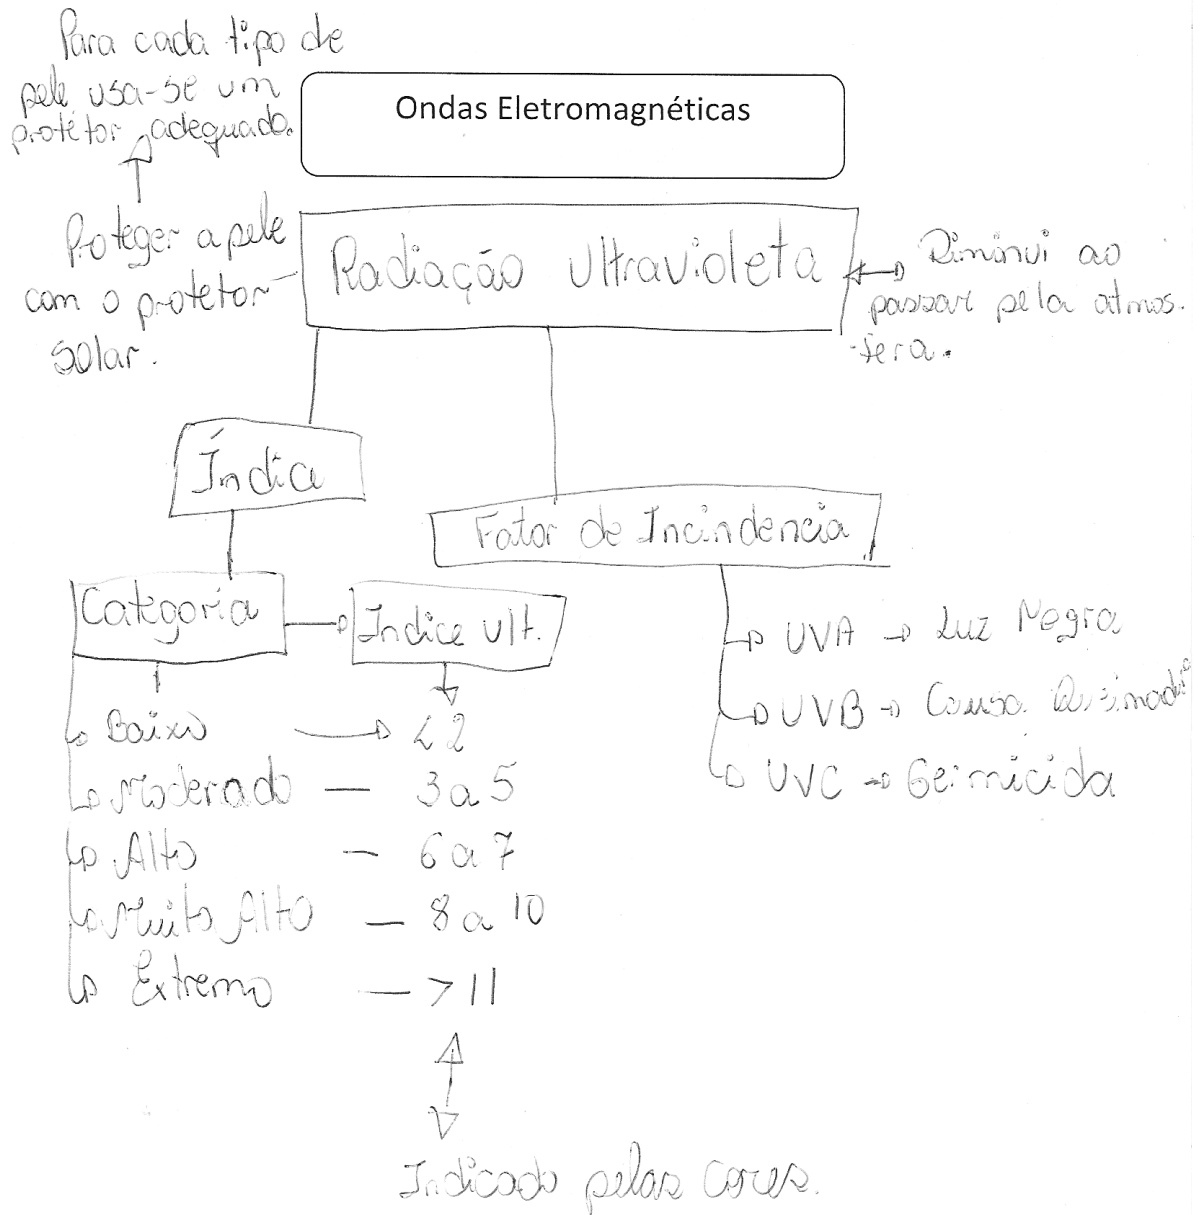 Para cada tipo de
pele usa-se um
protetor adequado.
Ondas Eletromagnéticas
Proteger a pele
com o protetor
solar.
Radiação Ultravioleta
Diminui ao
passar pela atmos-
fera.
Índia
Fator de Incindencia
Categoria
Indice Ult.
UVA → Luz Negra
UVB → Causa Queimadura
UVC → Germicida
Baixo → < 2
Moderado — 3 a 5
Alto — 6 a 7
Muito Alto — 8 a 10
Extremo — > 11
Indicado pelas cores.